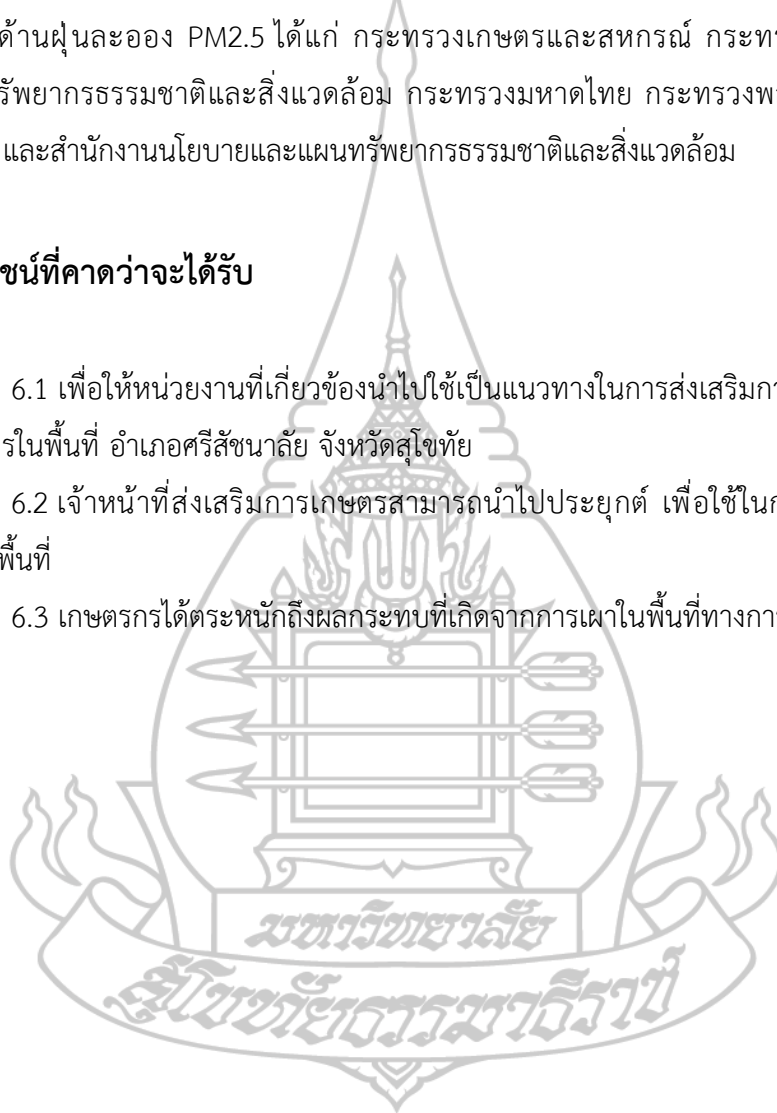 ด้านฝุ่นละออง PM2.5 ได้แก่ กระทรวงเกษตรและสหกรณ์
รัพยากรธรรมชาติและสิ่งแวดล้อม กระทรวงมหาดไทย
และสำนักงานนโยบายและแผนทรัพยากรธรรมชาติและสิ่งแวดล้อม
ชน์ที่คาดว่าจะได้รับ
6.1 เพื่อให้หน่วยงานที่เกี่ยวข้องนำไปใช้เป็นแนวทางในการส่งเสริมกา
รในพื้นที่ อำเภอศรีสัชนาลัย จังหวัดสุโขทัย
6.2 เจ้าหน้าที่ส่งเสริมการเกษตรสามารถนำไปประยุกต์ เพื่อใช้ในก
พื้นที่
6.3 เกษตรกรได้ตระหนักถึงผลกระทบที่เกิดจากการเผาในพื้นที่ทางการ
มหาวิทยาลัย
สุโขทัยธรรมาธิราช